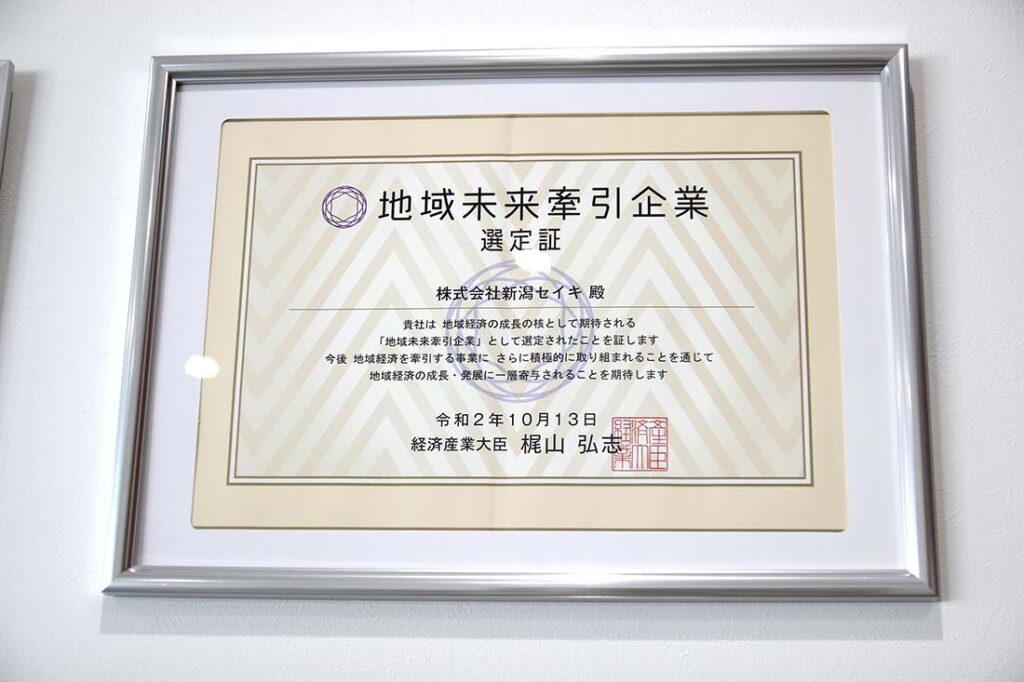 地域未来牽引企業
選定証
株式会社新潟セイキ 殿
貴社は 地域経済の成長の核として期待される
「地域未来牽引企業」として選定されたことを証します
今後 地域経済を牽引する事業に さらに積極的に取り組まれることを通じて
地域経済の成長・発展に一層寄与されることを期待します
令和2年10月13日
経済産業大臣 梶山 弘志